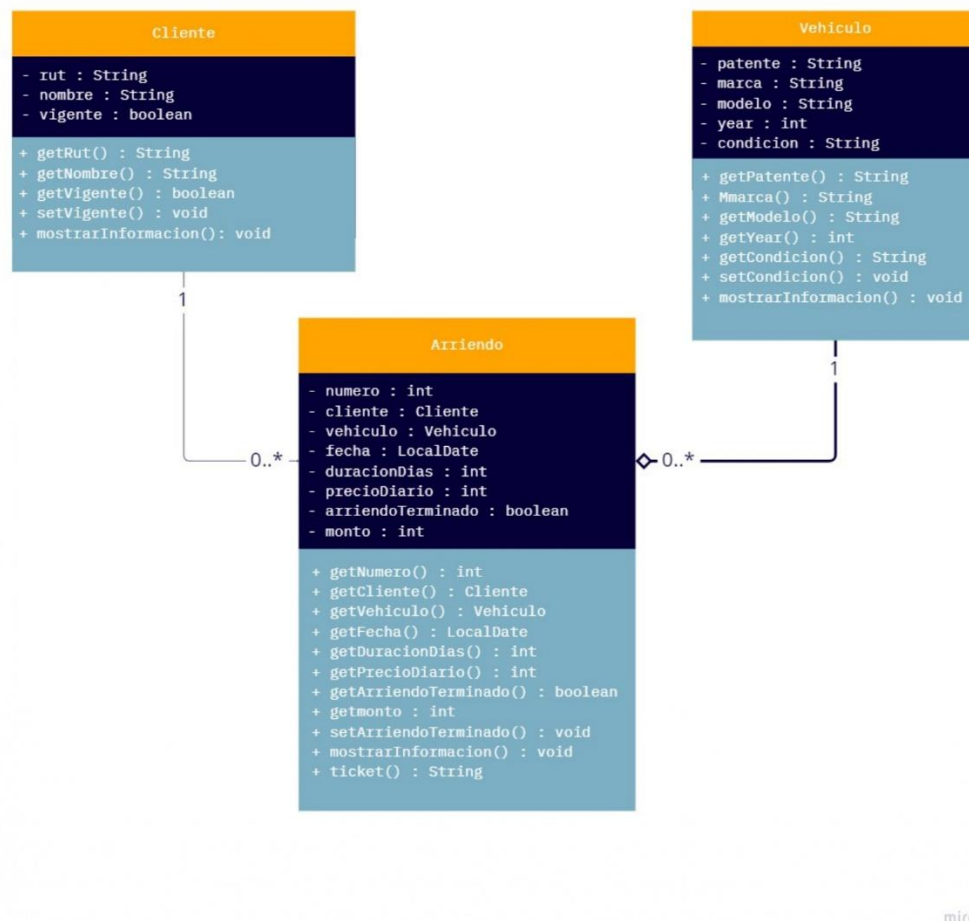 Cliente
- rut : String
- nombre : String
- vigente : boolean
+ getRut() : String
+ getNombre() : String
+ getVigente() : boolean
+ setVigente() : void
+ mostrarInformacion(): void
1
0..*
Vehiculo
- patente : String
- marca : String
- modelo : String
- year : int
- condicion : String
+ getPatente() : String
+ Mmarca() : String
+ getModelo() : String
+ getYear() : int
+ getCondicion() : String
+ setCondicion() : void
+ mostrarInformacion() : void
1
0..*
Arriendo
- numero : int
- cliente : Cliente
- vehiculo : Vehiculo
- fecha : LocalDate
- duracionDias : int
- precioDiario : int
- arriendoTerminado : boolean
- monto : int
+ getNumero() : int
+ getCliente() : Cliente
+ getVehiculo() : Vehiculo
+ getFecha() : LocalDate
+ getDuracionDias() : int
+ getPrecioDiario() : int
+ getArriendoTerminado() : boolean
+ getmonto : int
+ setArriendoTerminado() : void
+ mostrarInformacion() : void
+ ticket() : String